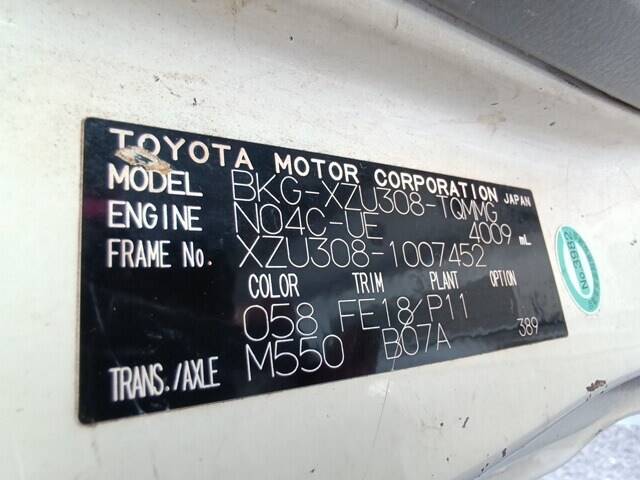 TOYOTA MOTOR CORPORATION JAPAN
MODEL BKG-XZU308-TQMMG
ENGINE N04C-UE 4009 mL
FRAME No. XZU308-1007452
COLOR TRIM PLANT OPTION
058 FE18/P11
TRANS./AXLE M550 B07A 389